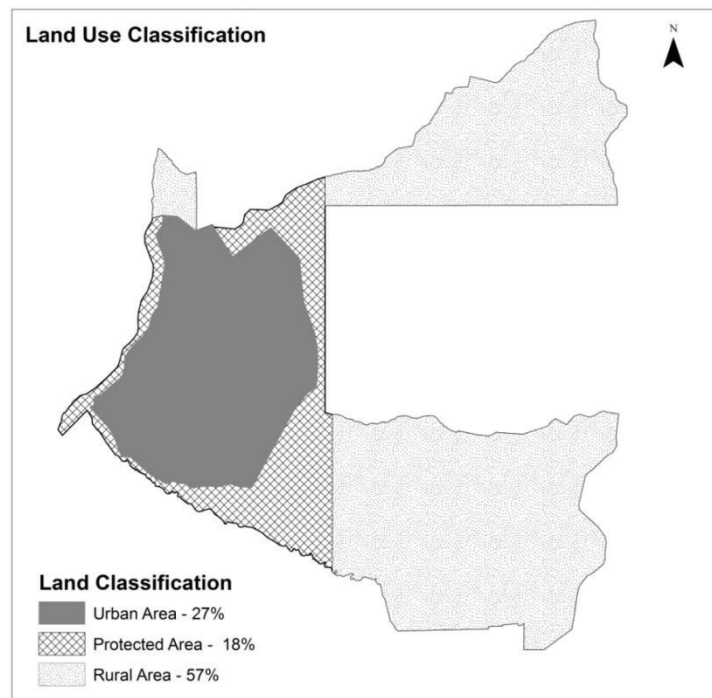 Land Use Classification
N
Land Classification
Urban Area - 27%
Protected Area - 18%
Rural Area - 57%